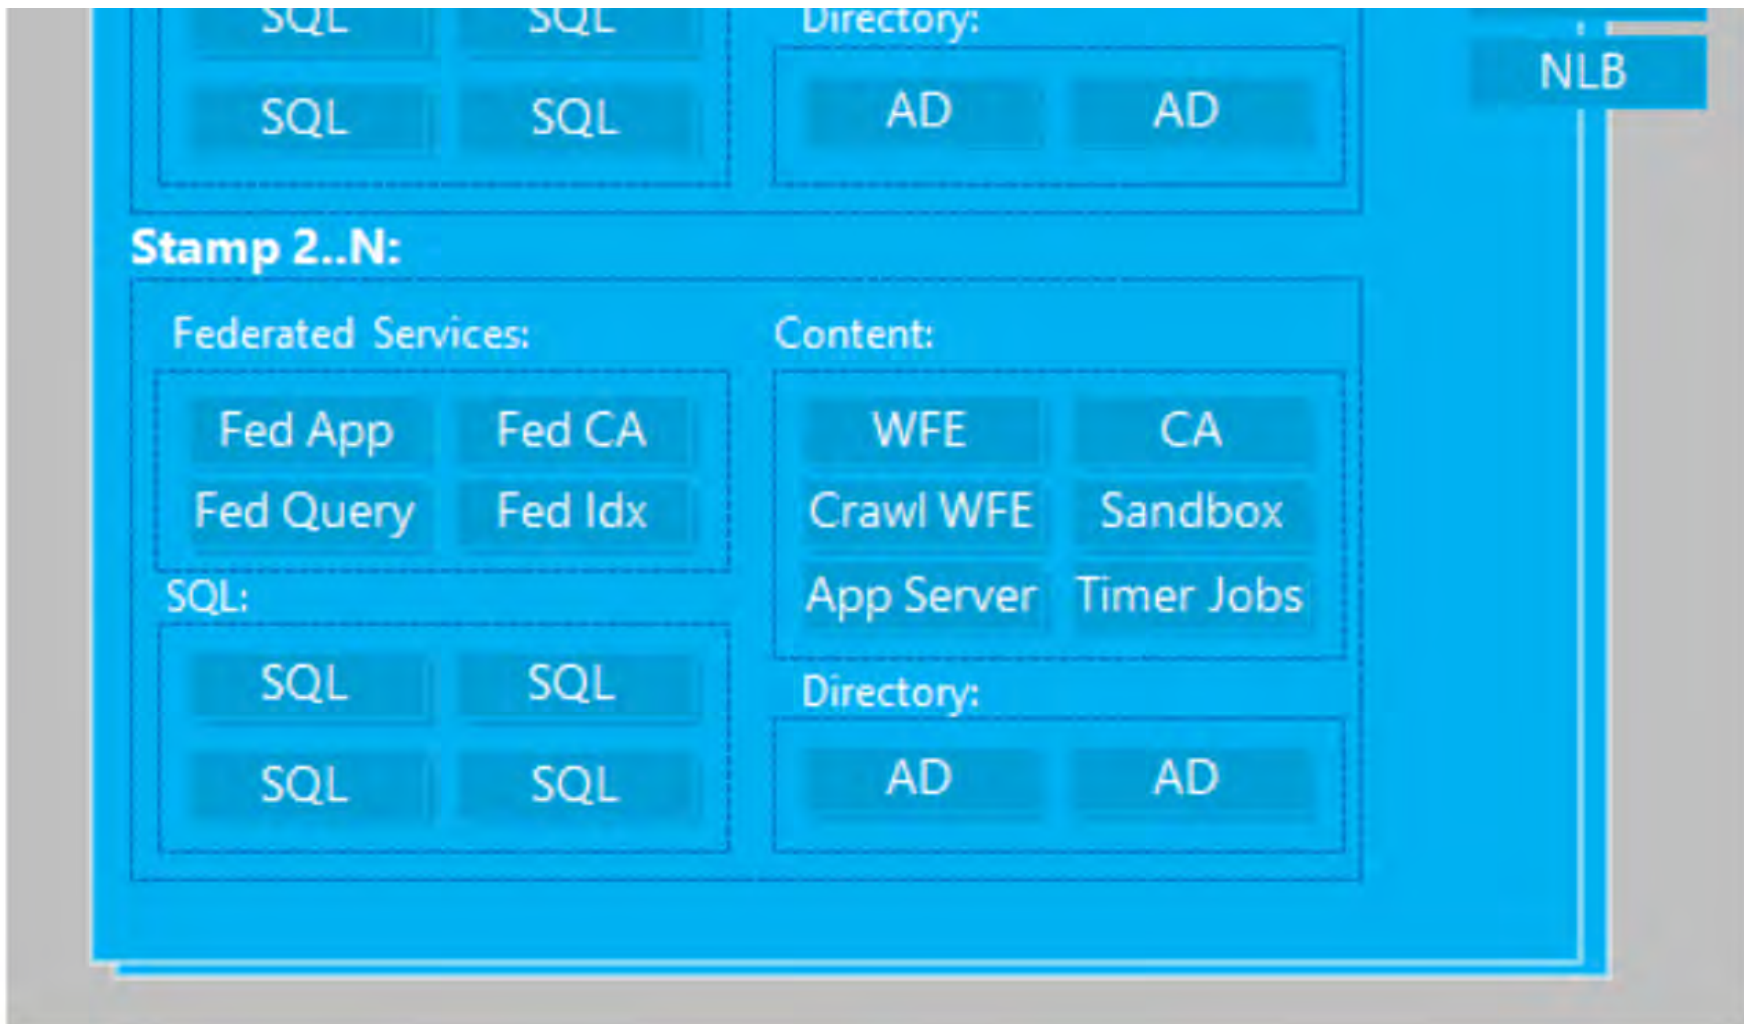 SQL SQL Directory:
NLB
SQL SQL AD AD
Stamp 2..N:
Federated Services: Content:
Fed App Fed CA WFE CA
Fed Query Fed Idx Crawl WFE Sandbox
SQL: App Server Timer Jobs
SQL SQL Directory:
SQL SQL AD AD